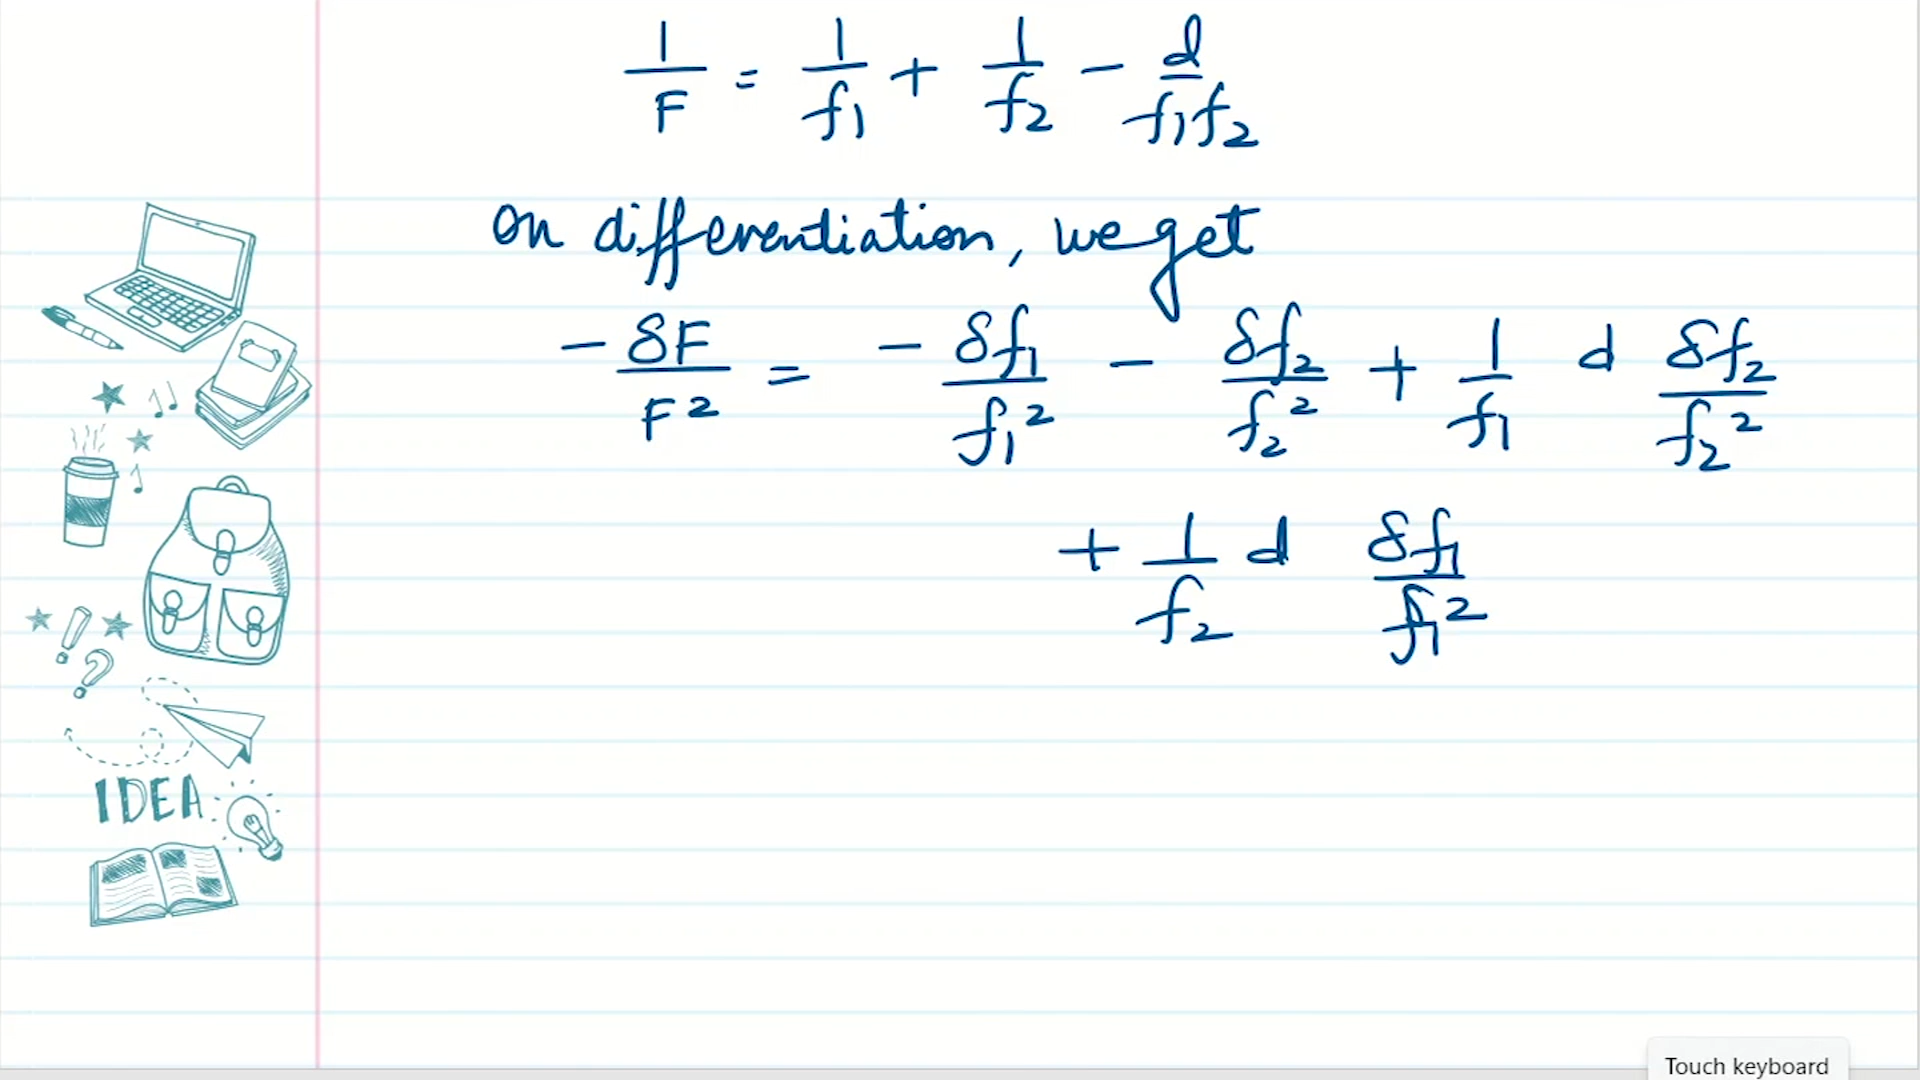 1/F = 1/f₁ + 1/f₂ - d/f₁f₂
on differentiation, we get
- δF/F² = - δf₁/f₁² - δf₂/f₂² + 1/f₁ d δf₂/f₂²
+ 1/f₂ d δf₁/f₁²
IDEA
Touch keyboard